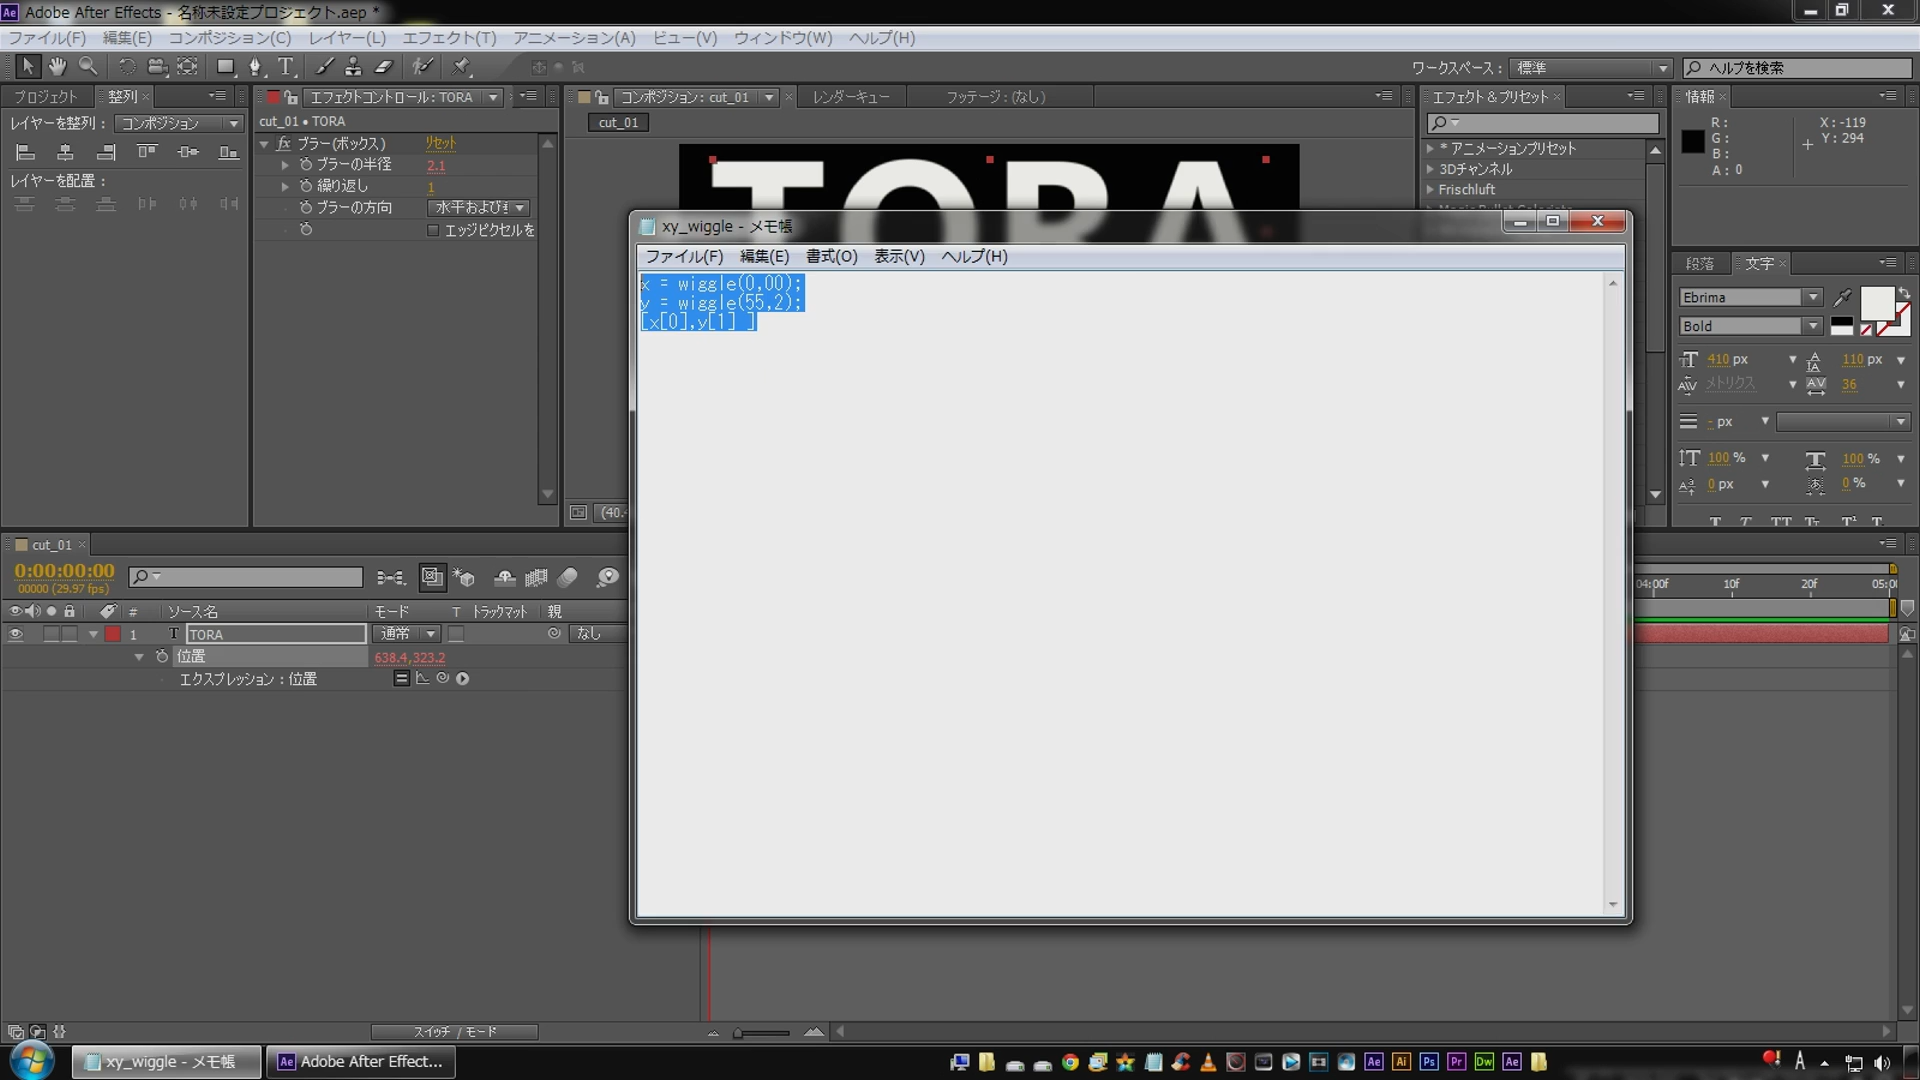 Adobe After Effects - 名称未設定プロジェクト.aep *
ファイル(F) 編集(E) コンポジション(C) レイヤー(L) エフェクト(T) アニメーション(A) ビュー(V) ウィンドウ(W) ヘルプ(H)
ワークスペース： 標準 ヘルプを検索
プロジェクト 整列 エフェクトコントロール：TORA コンポジション：cut_01 レンダーキュー フッテージ：(なし) エフェクト＆プリセット 情報
レイヤーを整列： コンポジション
cut_01 • TORA
cut_01
R :
G :
B :
A : 0
X : -119
Y : 294
fx ブラー(ボックス) リセット
ブラーの半径 2.1
繰り返し 1
ブラーの方向 水平および
エッジピクセルを
レイヤーを配置：
TORA
* アニメーションプリセット
3Dチャンネル
Frischluft
xy_wiggle - メモ帳
ファイル(F) 編集(E) 書式(O) 表示(V) ヘルプ(H)
x = wiggle(0,00);
y = wiggle(55,2);
[x[0],y[1] ]
段落 文字
Ebrima
Bold
410 px 110 px
メトリクス 36
- px
100 % 100 %
0 px 0 %
(40.
cut_01
0:00:00:00
00000 (29.97 fps)
# ソース名 モード T トラックマット 親
1 T TORA 通常 なし
位置 638.4,323.2
エクスプレッション：位置
04:00f 10f 20f 05:00
スイッチ / モード
xy_wiggle - メモ帳 Adobe After Effect...
Ae Ai Ps Pr Dw Ae
A